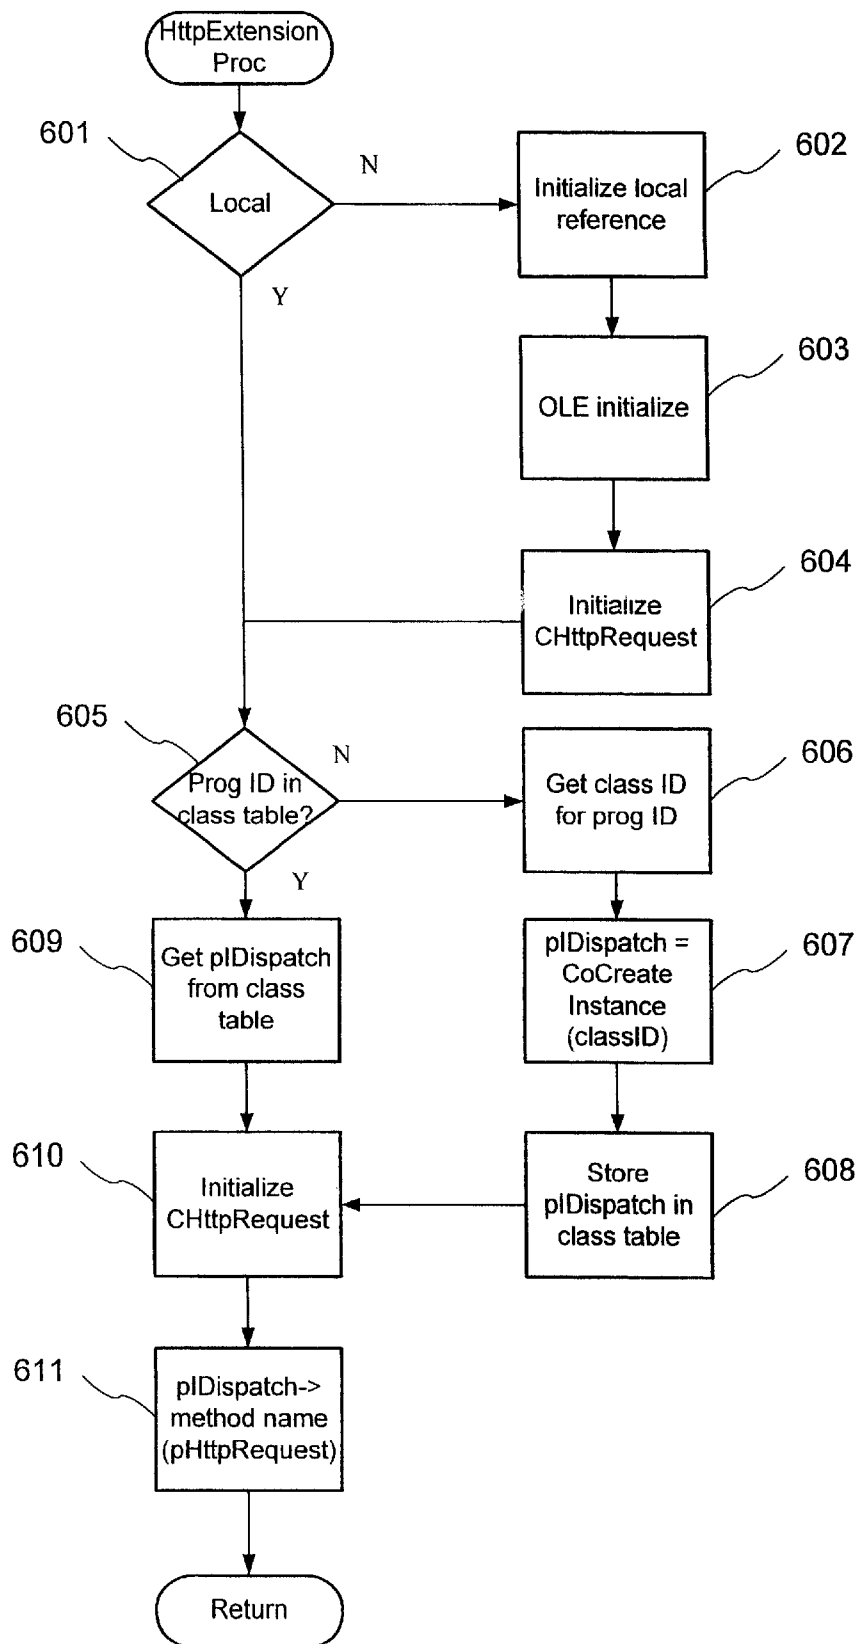 HttpExtension
Proc
601
Local
N
Y
602
Initialize local
reference
603
OLE initialize
604
Initialize
CHttpRequest
605
Prog ID in
class table?
N
Y
606
Get class ID
for prog ID
609
Get pIDispatch
from class
table
607
pIDispatch =
CoCreate
Instance
(classID)
610
Initialize
CHttpRequest
608
Store
pIDispatch in
class table
611
pIDispatch->
method name
(pHttpRequest)
Return